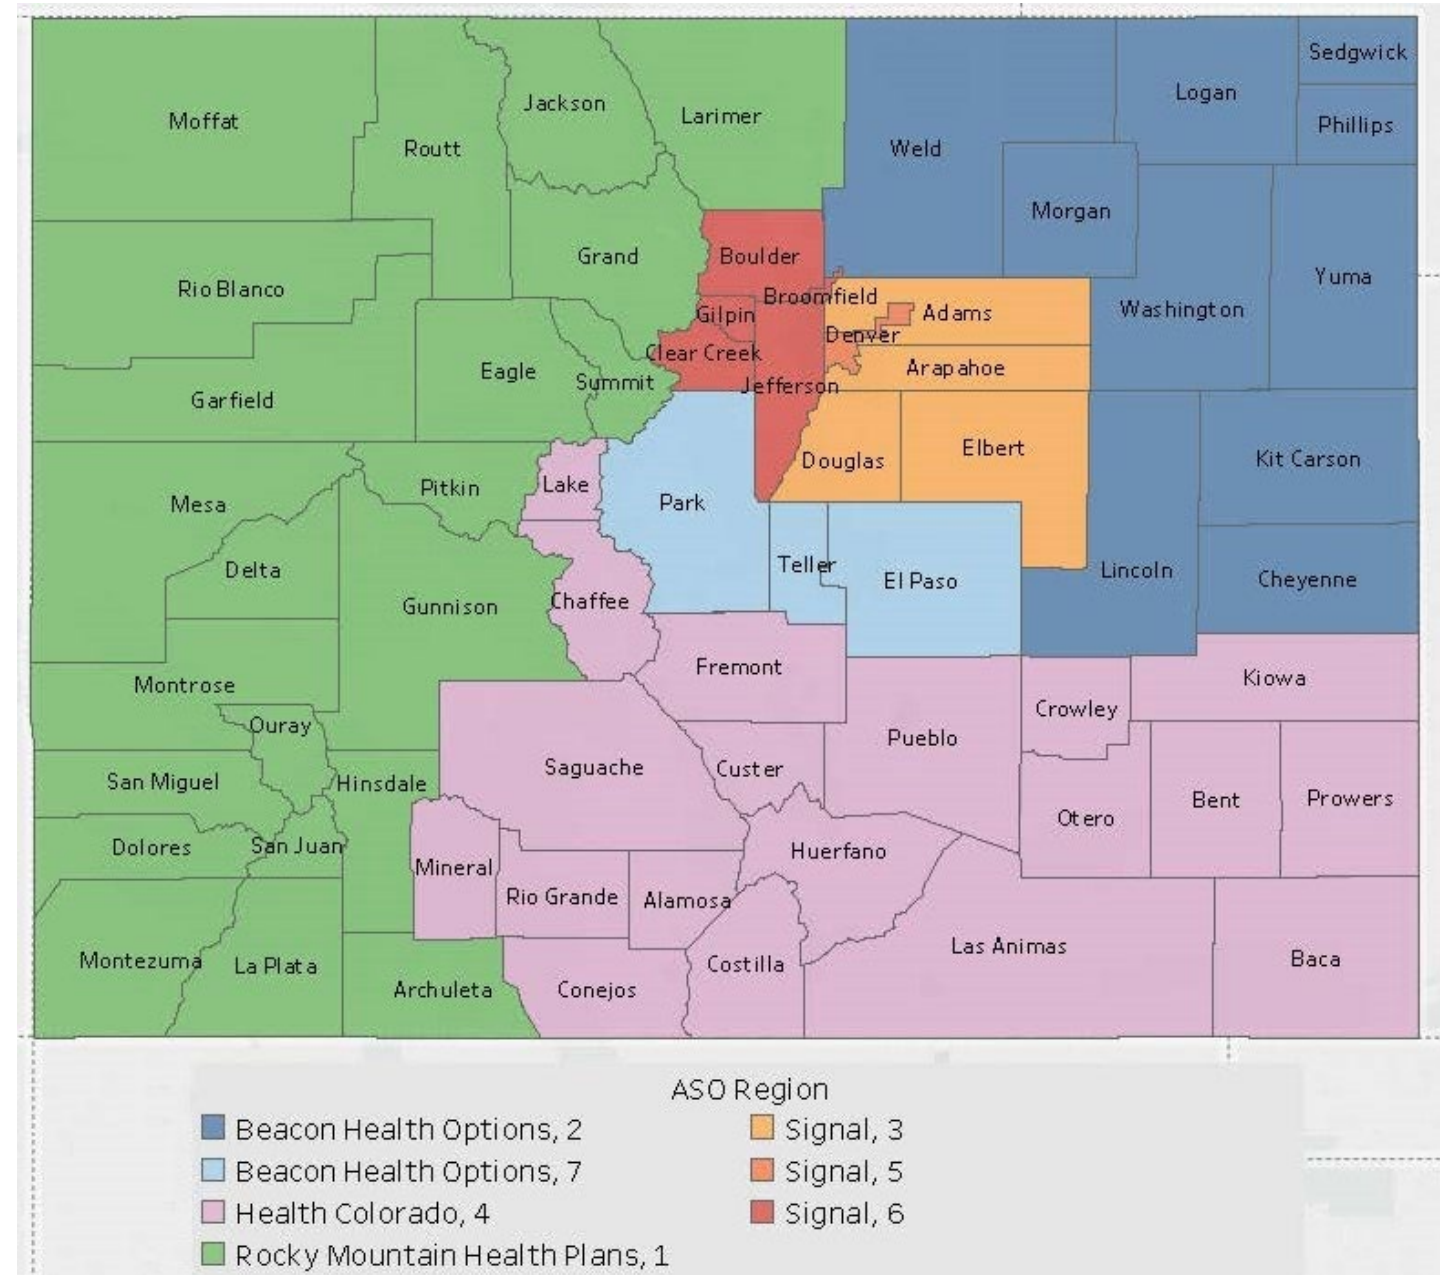 Sedgwick
Logan
Jackson
Moffat
Larimer
Phillips
Routt
Weld
Morgan
Grand
Boulder
Rio Blanco
Yuma
Broomfield
Washington
Gilpin
Adams
Denver
Clear Creek
Arapahoe
Eagle
Summit
Jefferson
Garfield
Elbert
Douglas
Kit Carson
Pitkin
Lake
Mesa
Park
Delta
Teller
El Paso
Lincoln
Cheyenne
Gunnison
Chaffee
Fremont
Kiowa
Montrose
Crowley
Ouray
Pueblo
Saguache
Custer
San Miguel
Hinsdale
Bent
Prowers
Otero
Dolores
San Juan
Huerfano
Mineral
Rio Grande
Alamosa
Las Animas
Montezuma
La Plata
Costilla
Baca
Archuleta
Conejos
ASO Region
Beacon Health Options, 2
Beacon Health Options, 7
Health Colorado, 4
Rocky Mountain Health Plans, 1
Signal, 3
Signal, 5
Signal, 6